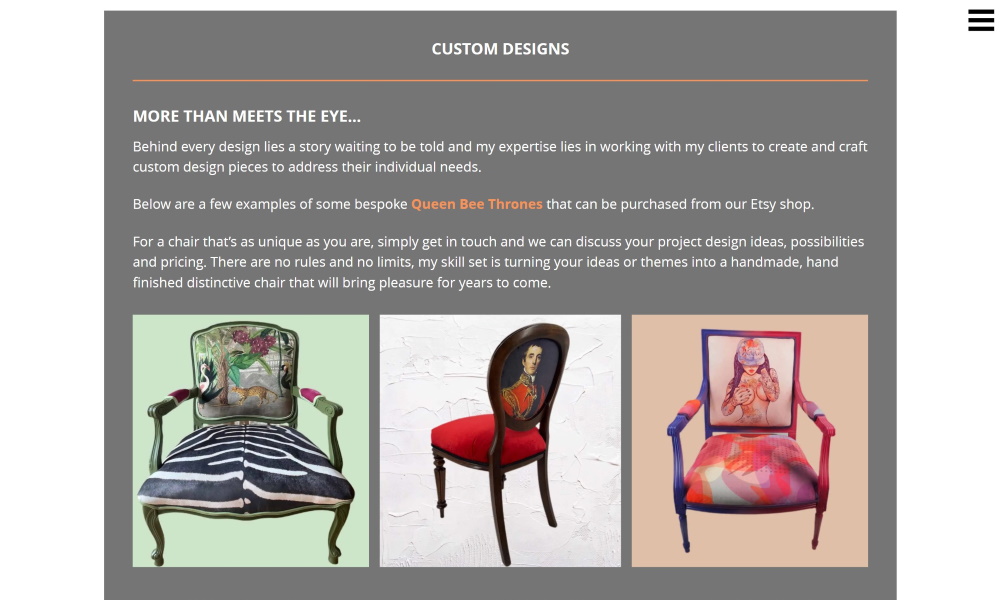 CUSTOM DESIGNS
MORE THAN MEETS THE EYE...
Behind every design lies a story waiting to be told and my expertise lies in working with my clients to create and craft
custom design pieces to address their individual needs.
Below are a few examples of some bespoke Queen Bee Thrones that can be purchased from our Etsy shop.
For a chair that’s as unique as you are, simply get in touch and we can discuss your project design ideas, possibilities
and pricing. There are no rules and no limits, my skill set is turning your ideas or themes into a handmade, hand
finished distinctive chair that will bring pleasure for years to come.